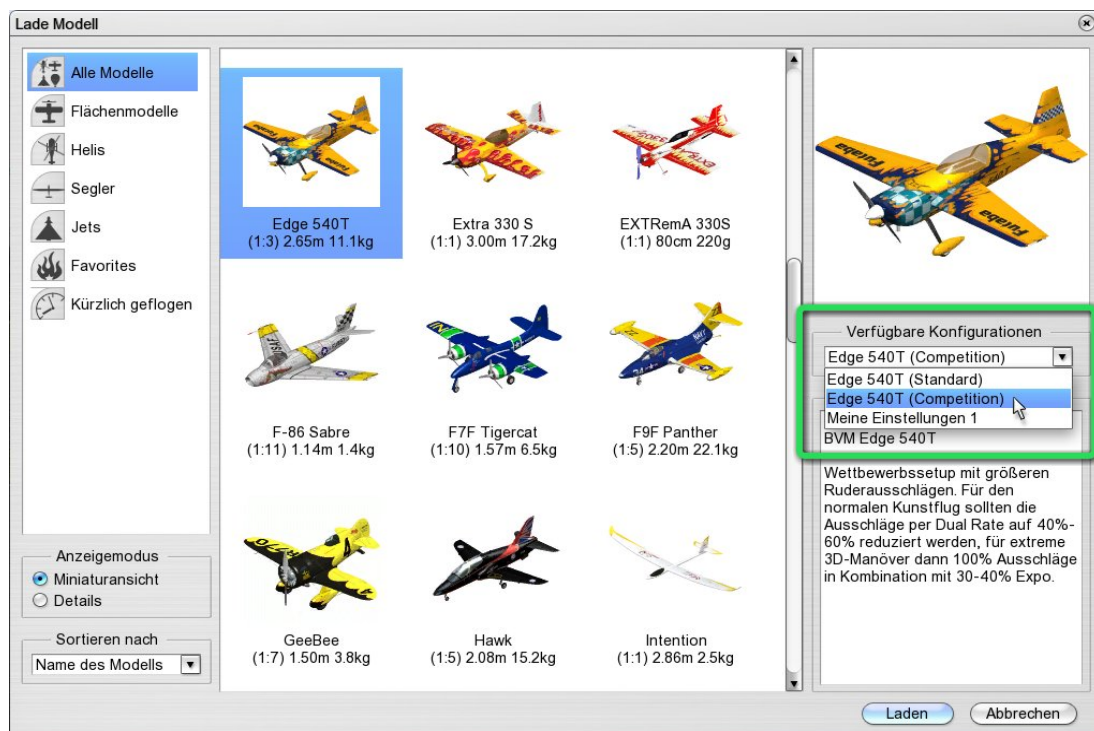 Lade Modell
Alle Modelle
Flächenmodelle
Helis
Segler
Jets
Favorites
Kürzlich geflogen
Anzeigemodus
Miniaturansicht
Details
Sortieren nach
Name des Modells
Edge 540T
(1:3) 2.65m 11.1kg
Extra 330 S
(1:1) 3.00m 17.2kg
EXTRemA 330S
(1:1) 80cm 220g
F-86 Sabre
(1:11) 1.14m 1.4kg
F7F Tigercat
(1:10) 1.57m 6.5kg
F9F Panther
(1:5) 2.20m 22.1kg
GeeBee
(1:7) 1.50m 3.8kg
Hawk
(1:5) 2.08m 15.2kg
Intention
(1:1) 2.86m 2.5kg
Futaba
Futaba
Verfügbare Konfigurationen
Edge 540T (Competition)
Edge 540T (Standard)
Edge 540T (Competition)
Meine Einstellungen 1
BVM Edge 540T
Wettbewerbssetup mit größeren
Ruderausschlägen. Für den
normalen Kunstflug sollten die
Ausschläge per Dual Rate auf 40%-
60% reduziert werden, für extreme
3D-Manöver dann 100% Ausschläge
in Kombination mit 30-40% Expo.
Laden
Abbrechen